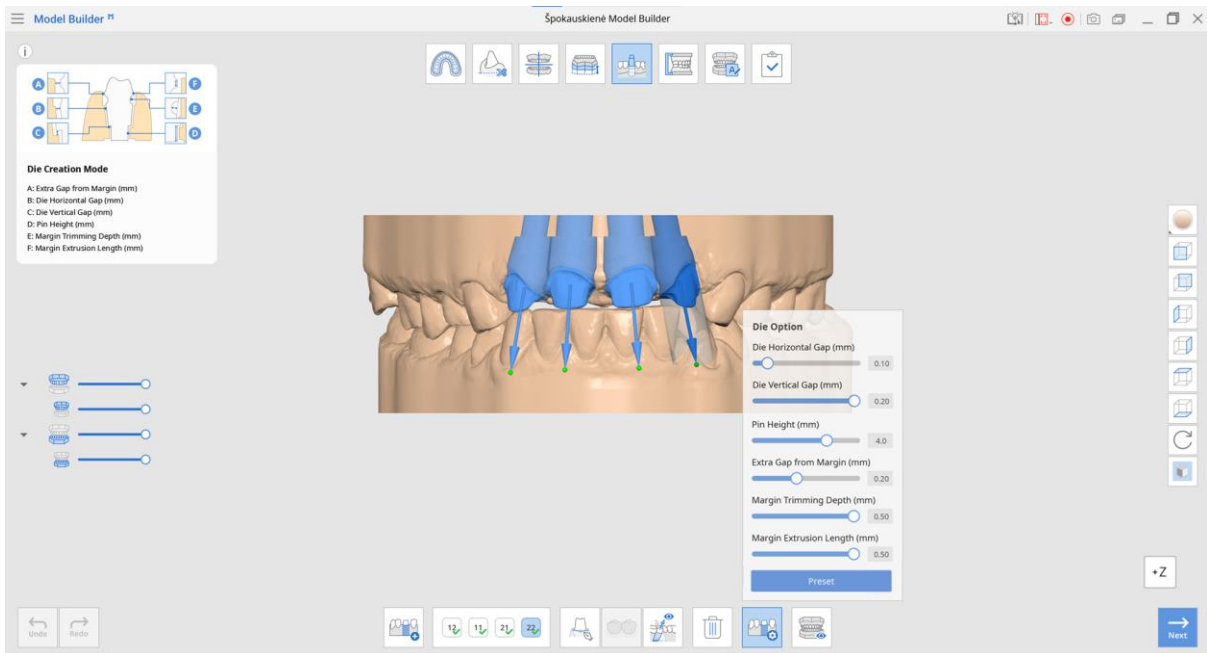 Model Builder M
Špokauskienė Model Builder
i
A
F
B
E
C
D
Die Creation Mode
A: Extra Gap from Margin (mm)
B: Die Horizontal Gap (mm)
C: Die Vertical Gap (mm)
D: Pin Height (mm)
E: Margin Trimming Depth (mm)
F: Margin Extrusion Length (mm)
A
Die Option
Die Horizontal Gap (mm)
0.10
Die Vertical Gap (mm)
0.20
Pin Height (mm)
4.0
Extra Gap from Margin (mm)
0.20
Margin Trimming Depth (mm)
0.50
Margin Extrusion Length (mm)
0.50
Preset
+Z
Undo
Redo
12
11
21
22
Next